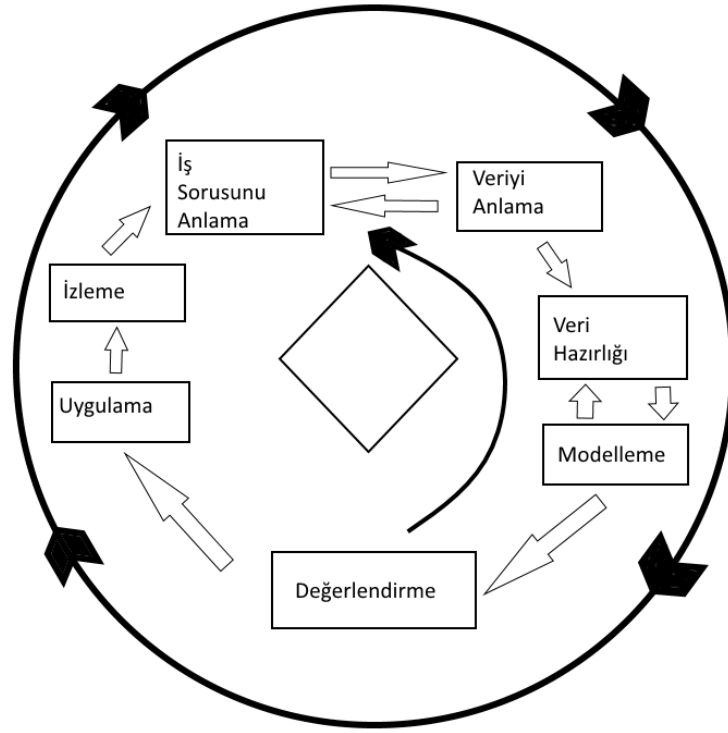 İş
Sorusunu
Anlama
Veriyi
Anlama
Veri
Hazırlığı
Modelleme
Değerlendirme
Uygulama
İzleme